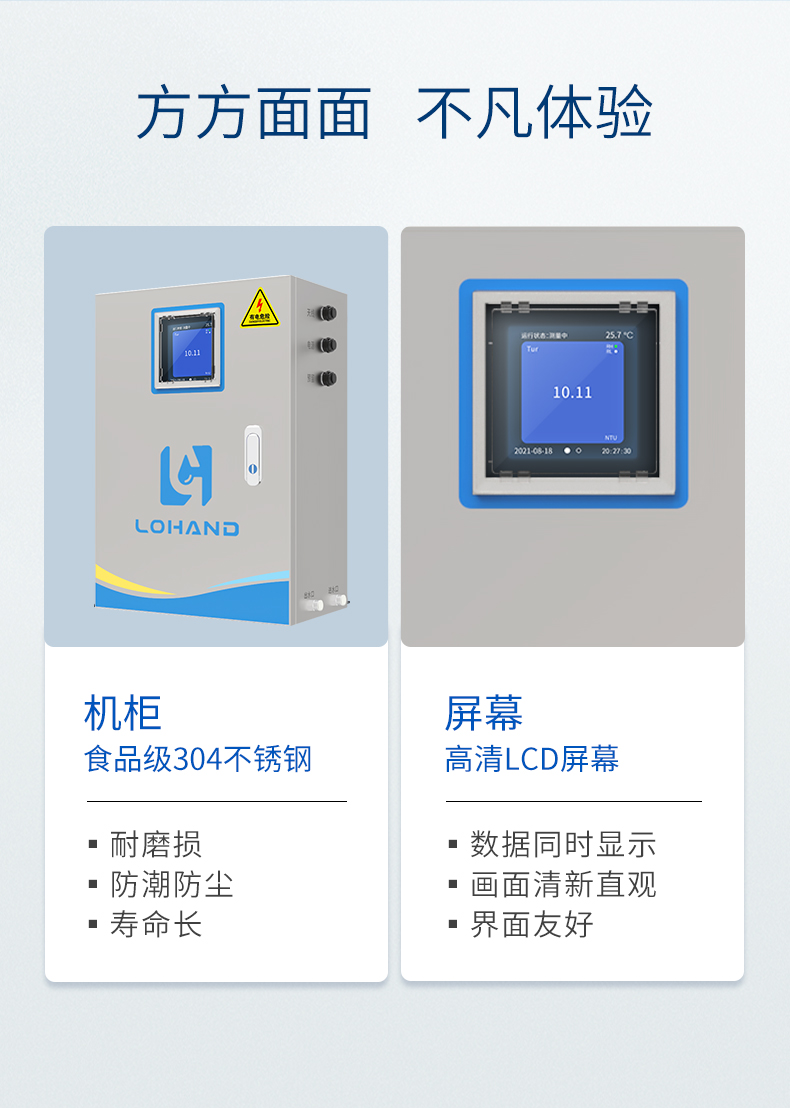 方方面面 不凡体验
有电危险
10.11
LOHAND
运行状态:测量中 25.7 ℃
Tur
10.11
NTU
2021-08-18 20:27:30
机柜
食品级304不锈钢
▪ 耐磨损
▪ 防潮防尘
▪ 寿命长
屏幕
高清LCD屏幕
▪ 数据同时显示
▪ 画面清新直观
▪ 界面友好